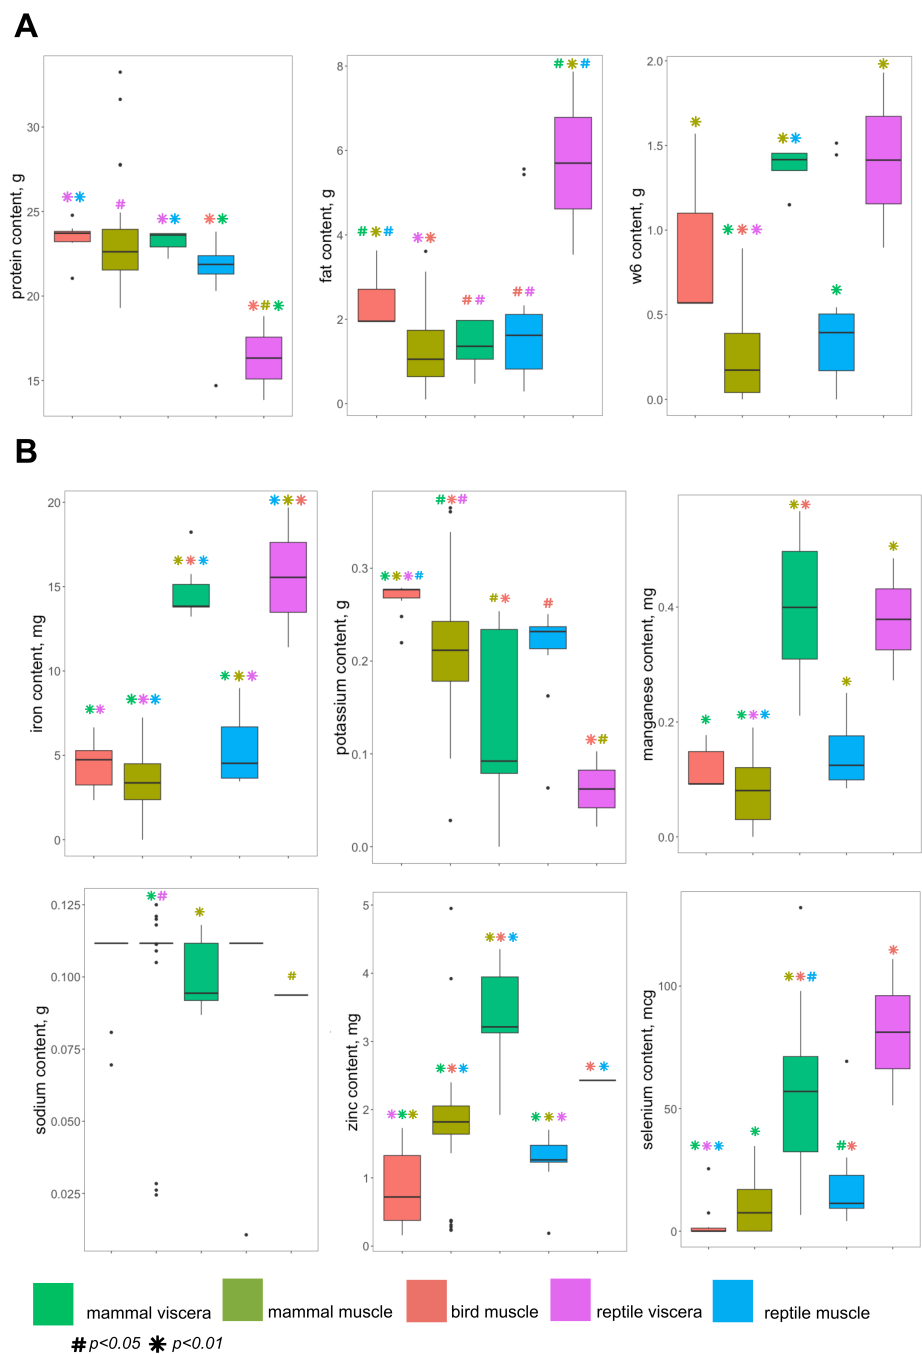 A
protein content, g
30
25
20
15
** # ** ** *#*
fat content, g
8
6
4
2
0
#** ** ## ## #*#
w6 content, g
2.0
1.5
1.0
0.5
0.0
* *** ** * *
B
iron content, mg
20
15
10
5
0
** *** *** *** ***
potassium content, g
0.3
0.2
0.1
0.0
***# #*# #* # *#
manganese content, mg
0.4
0.2
0.0
* *** ** * *
sodium content, g
0.125
0.100
0.075
0.050
0.025
*# * #
zinc content, mg
5
4
3
2
1
0
*** *** *** *** **
selenium content, mcg
100
50
0
*** * **# #* *
mammal viscera mammal muscle bird muscle reptile viscera reptile muscle
# p<0.05 * p<0.01